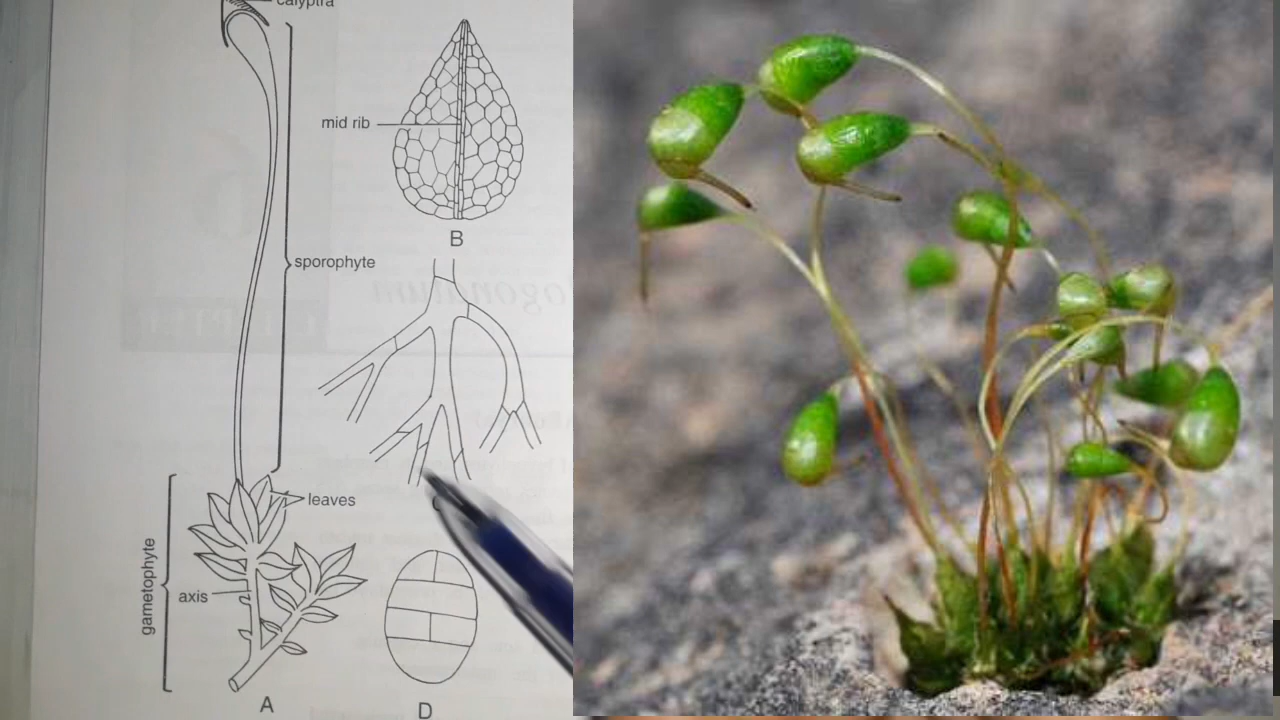 calyptra
mid rib
B
sporophyte
leaves
gametophyte
axis
A
D